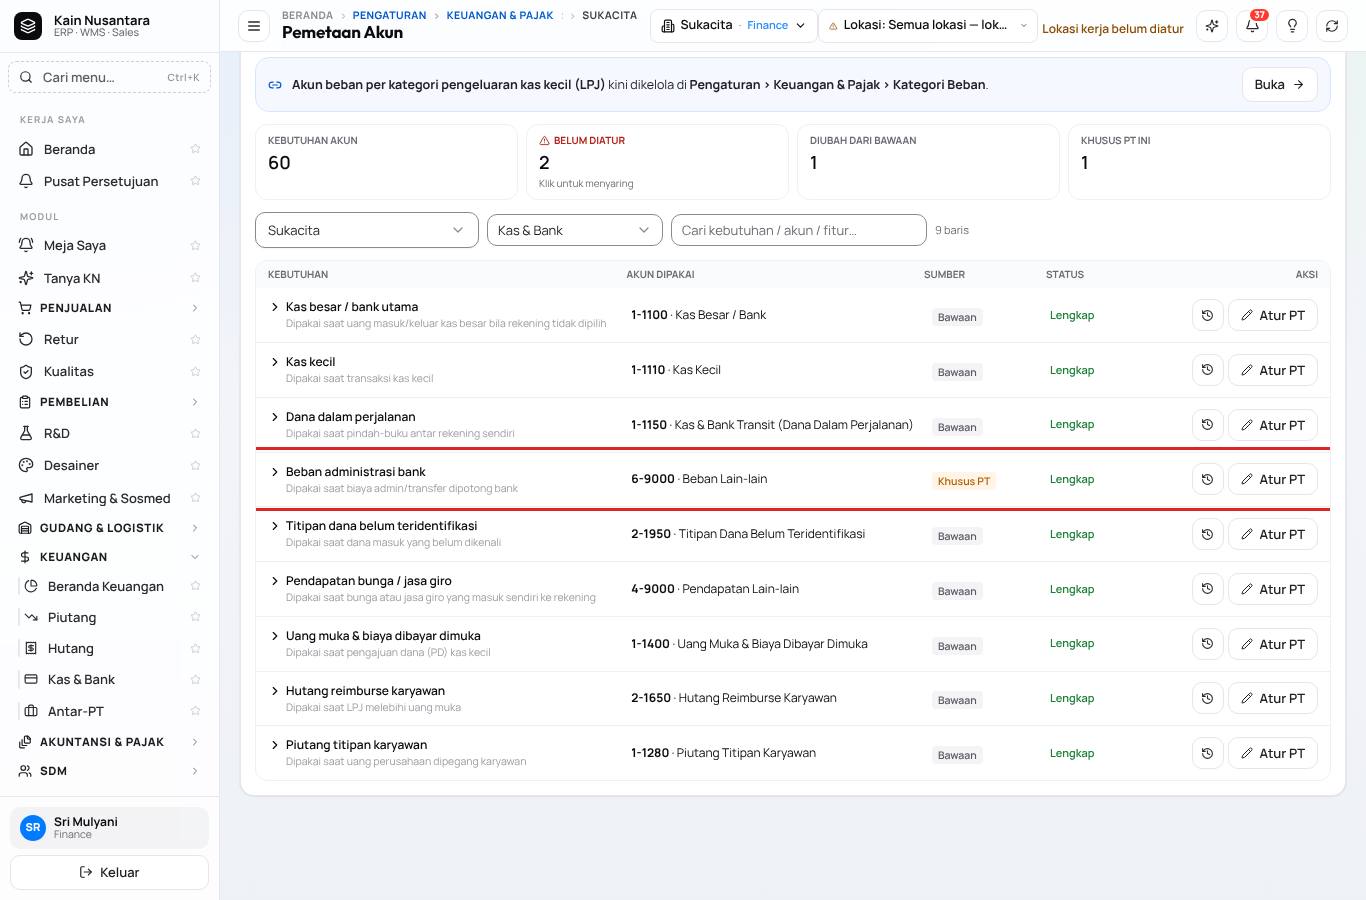 Kain Nusantara
ERP · WMS · Sales
Cari menu... Ctrl+K
KERJA SAYA
Beranda
Pusat Persetujuan
MODUL
Meja Saya
Tanya KN
PENJUALAN
Retur
Kualitas
PEMBELIAN
R&D
Desainer
Marketing & Sosmed
GUDANG & LOGISTIK
KEUANGAN
Beranda Keuangan
Piutang
Hutang
Kas & Bank
Antar-PT
AKUNTANSI & PAJAK
SDM
SR Sri Mulyani
Finance
Keluar
BERANDA > PENGATURAN > KEUANGAN & PAJAK : > SUKACITA
Pemetaan Akun
Sukacita · Finance
Lokasi: Semua lokasi — lok...
Lokasi kerja belum diatur
37
Akun beban per kategori pengeluaran kas kecil (LPJ) kini dikelola di Pengaturan > Keuangan & Pajak > Kategori Beban.
Buka →
KEBUTUHAN AKUN
60
BELUM DIATUR
2
Klik untuk menyaring
DIUBAH DARI BAWAAN
1
KHUSUS PT INI
1
Sukacita
Kas & Bank
Cari kebutuhan / akun / fitur...
9 baris
KEBUTUHAN AKUN DIPAKAI SUMBER STATUS AKSI
Kas besar / bank utama
Dipakai saat uang masuk/keluar kas besar bila rekening tidak dipilih
1-1100 · Kas Besar / Bank Bawaan Lengkap Atur PT
Kas kecil
Dipakai saat transaksi kas kecil
1-1110 · Kas Kecil Bawaan Lengkap Atur PT
Dana dalam perjalanan
Dipakai saat pindah-buku antar rekening sendiri
1-1150 · Kas & Bank Transit (Dana Dalam Perjalanan) Bawaan Lengkap Atur PT
Beban administrasi bank
Dipakai saat biaya admin/transfer dipotong bank
6-9000 · Beban Lain-lain Khusus PT Lengkap Atur PT
Titipan dana belum teridentifikasi
Dipakai saat dana masuk yang belum dikenali
2-1950 · Titipan Dana Belum Teridentifikasi Bawaan Lengkap Atur PT
Pendapatan bunga / jasa giro
Dipakai saat bunga atau jasa giro yang masuk sendiri ke rekening
4-9000 · Pendapatan Lain-lain Bawaan Lengkap Atur PT
Uang muka & biaya dibayar dimuka
Dipakai saat pengajuan dana (PD) kas kecil
1-1400 · Uang Muka & Biaya Dibayar Dimuka Bawaan Lengkap Atur PT
Hutang reimburse karyawan
Dipakai saat LPJ melebihi uang muka
2-1650 · Hutang Reimburse Karyawan Bawaan Lengkap Atur PT
Piutang titipan karyawan
Dipakai saat uang perusahaan dipegang karyawan
1-1280 · Piutang Titipan Karyawan Bawaan Lengkap Atur PT